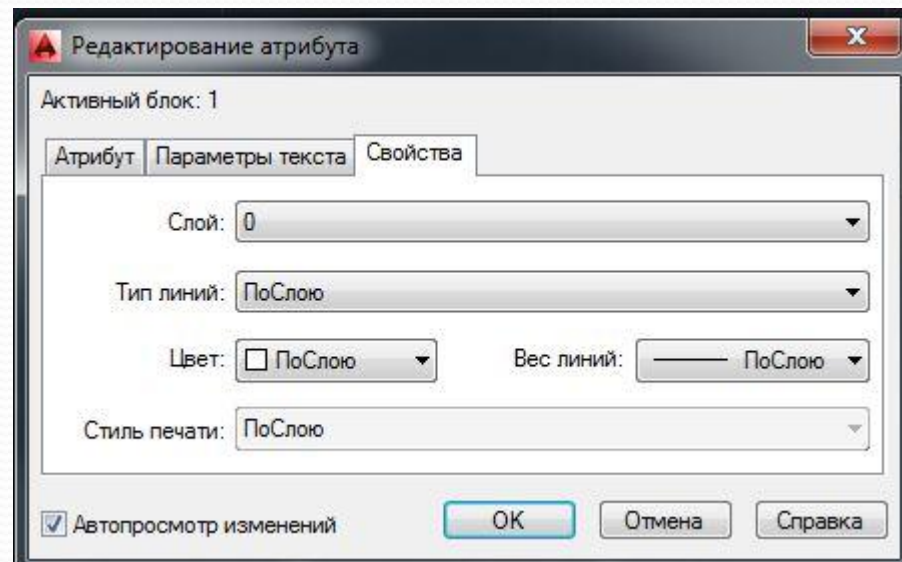 Редактирование атрибута
Активный блок: 1
Атрибут Параметры текста Свойства
Слой: 0
Тип линий: ПоСлою
Цвет: ПоСлою Вес линий: ПоСлою
Стиль печати: ПоСлою
Автопросмотр изменений OK Отмена Справка